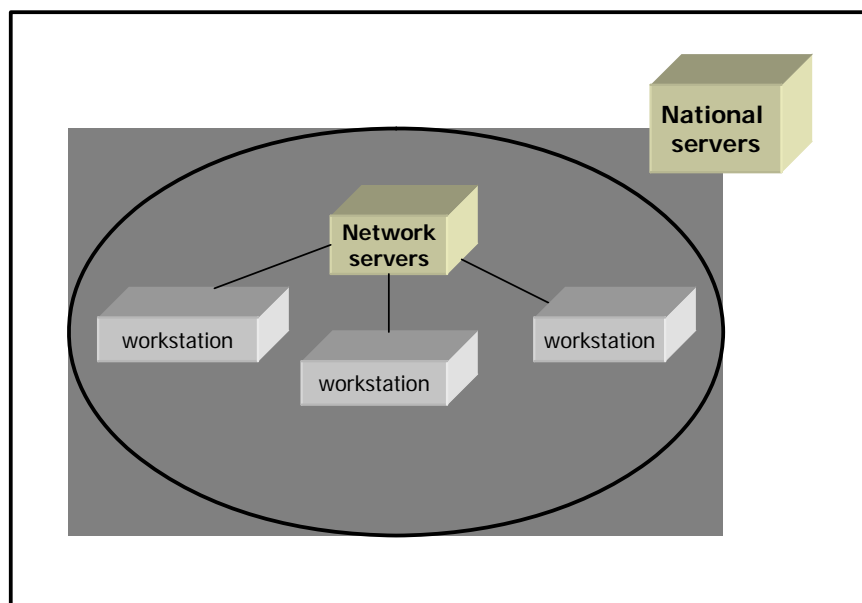 National
servers
Network
servers
workstation
workstation
workstation